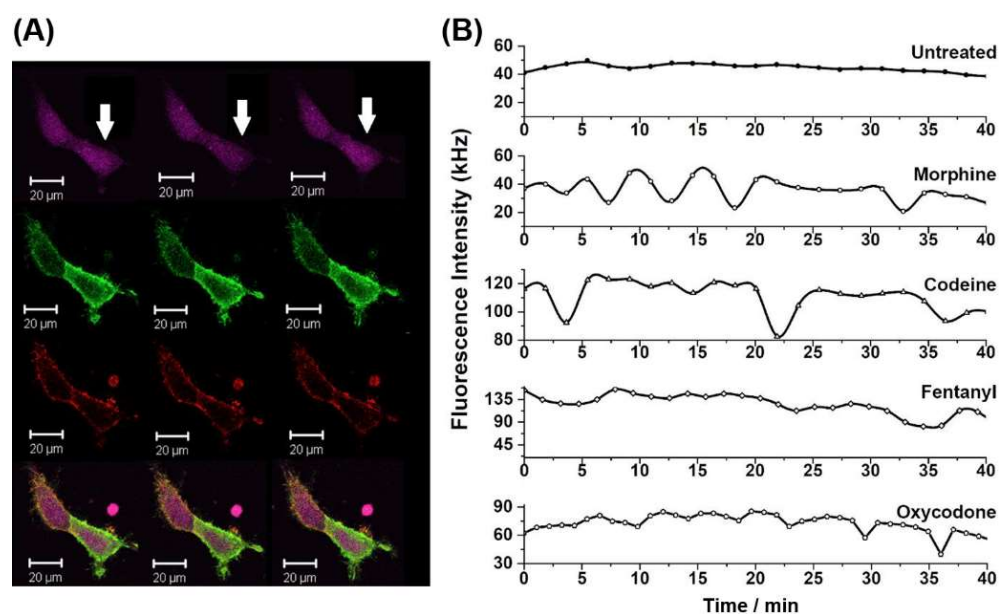 (A)
20 µm 20 µm 20 µm
20 µm 20 µm 20 µm
20 µm 20 µm 20 µm
20 µm 20 µm 20 µm
(B)
Fluorescence Intensity (kHz)
60 Untreated
40
20
0 5 10 15 20 25 30 35 40
60 Morphine
40
20
0 5 10 15 20 25 30 35 40
120 Codeine
100
80
0 5 10 15 20 25 30 35 40
Fentanyl
135
90
45
0 5 10 15 20 25 30 35 40
90 Oxycodone
60
30
0 5 10 15 20 25 30 35 40
Time / min